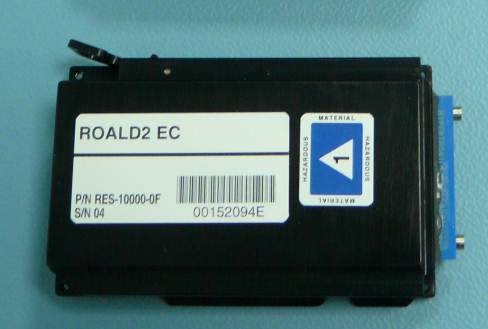 ROALD2 EC
P/N RES-10000-0F
S/N 04
00152094E
MATERIAL
HAZARDOUS
1
HAZARDOUS
MATERIAL